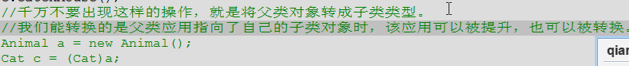 //千万不要出现这样的操作，就是将父类对象转成子类类型。
//我们能转换的是父类应用指向了自己的子类对象时，该应用可以被提升，也可以被转换。
Animal a = new Animal();
Cat c = (Cat)a;
qian